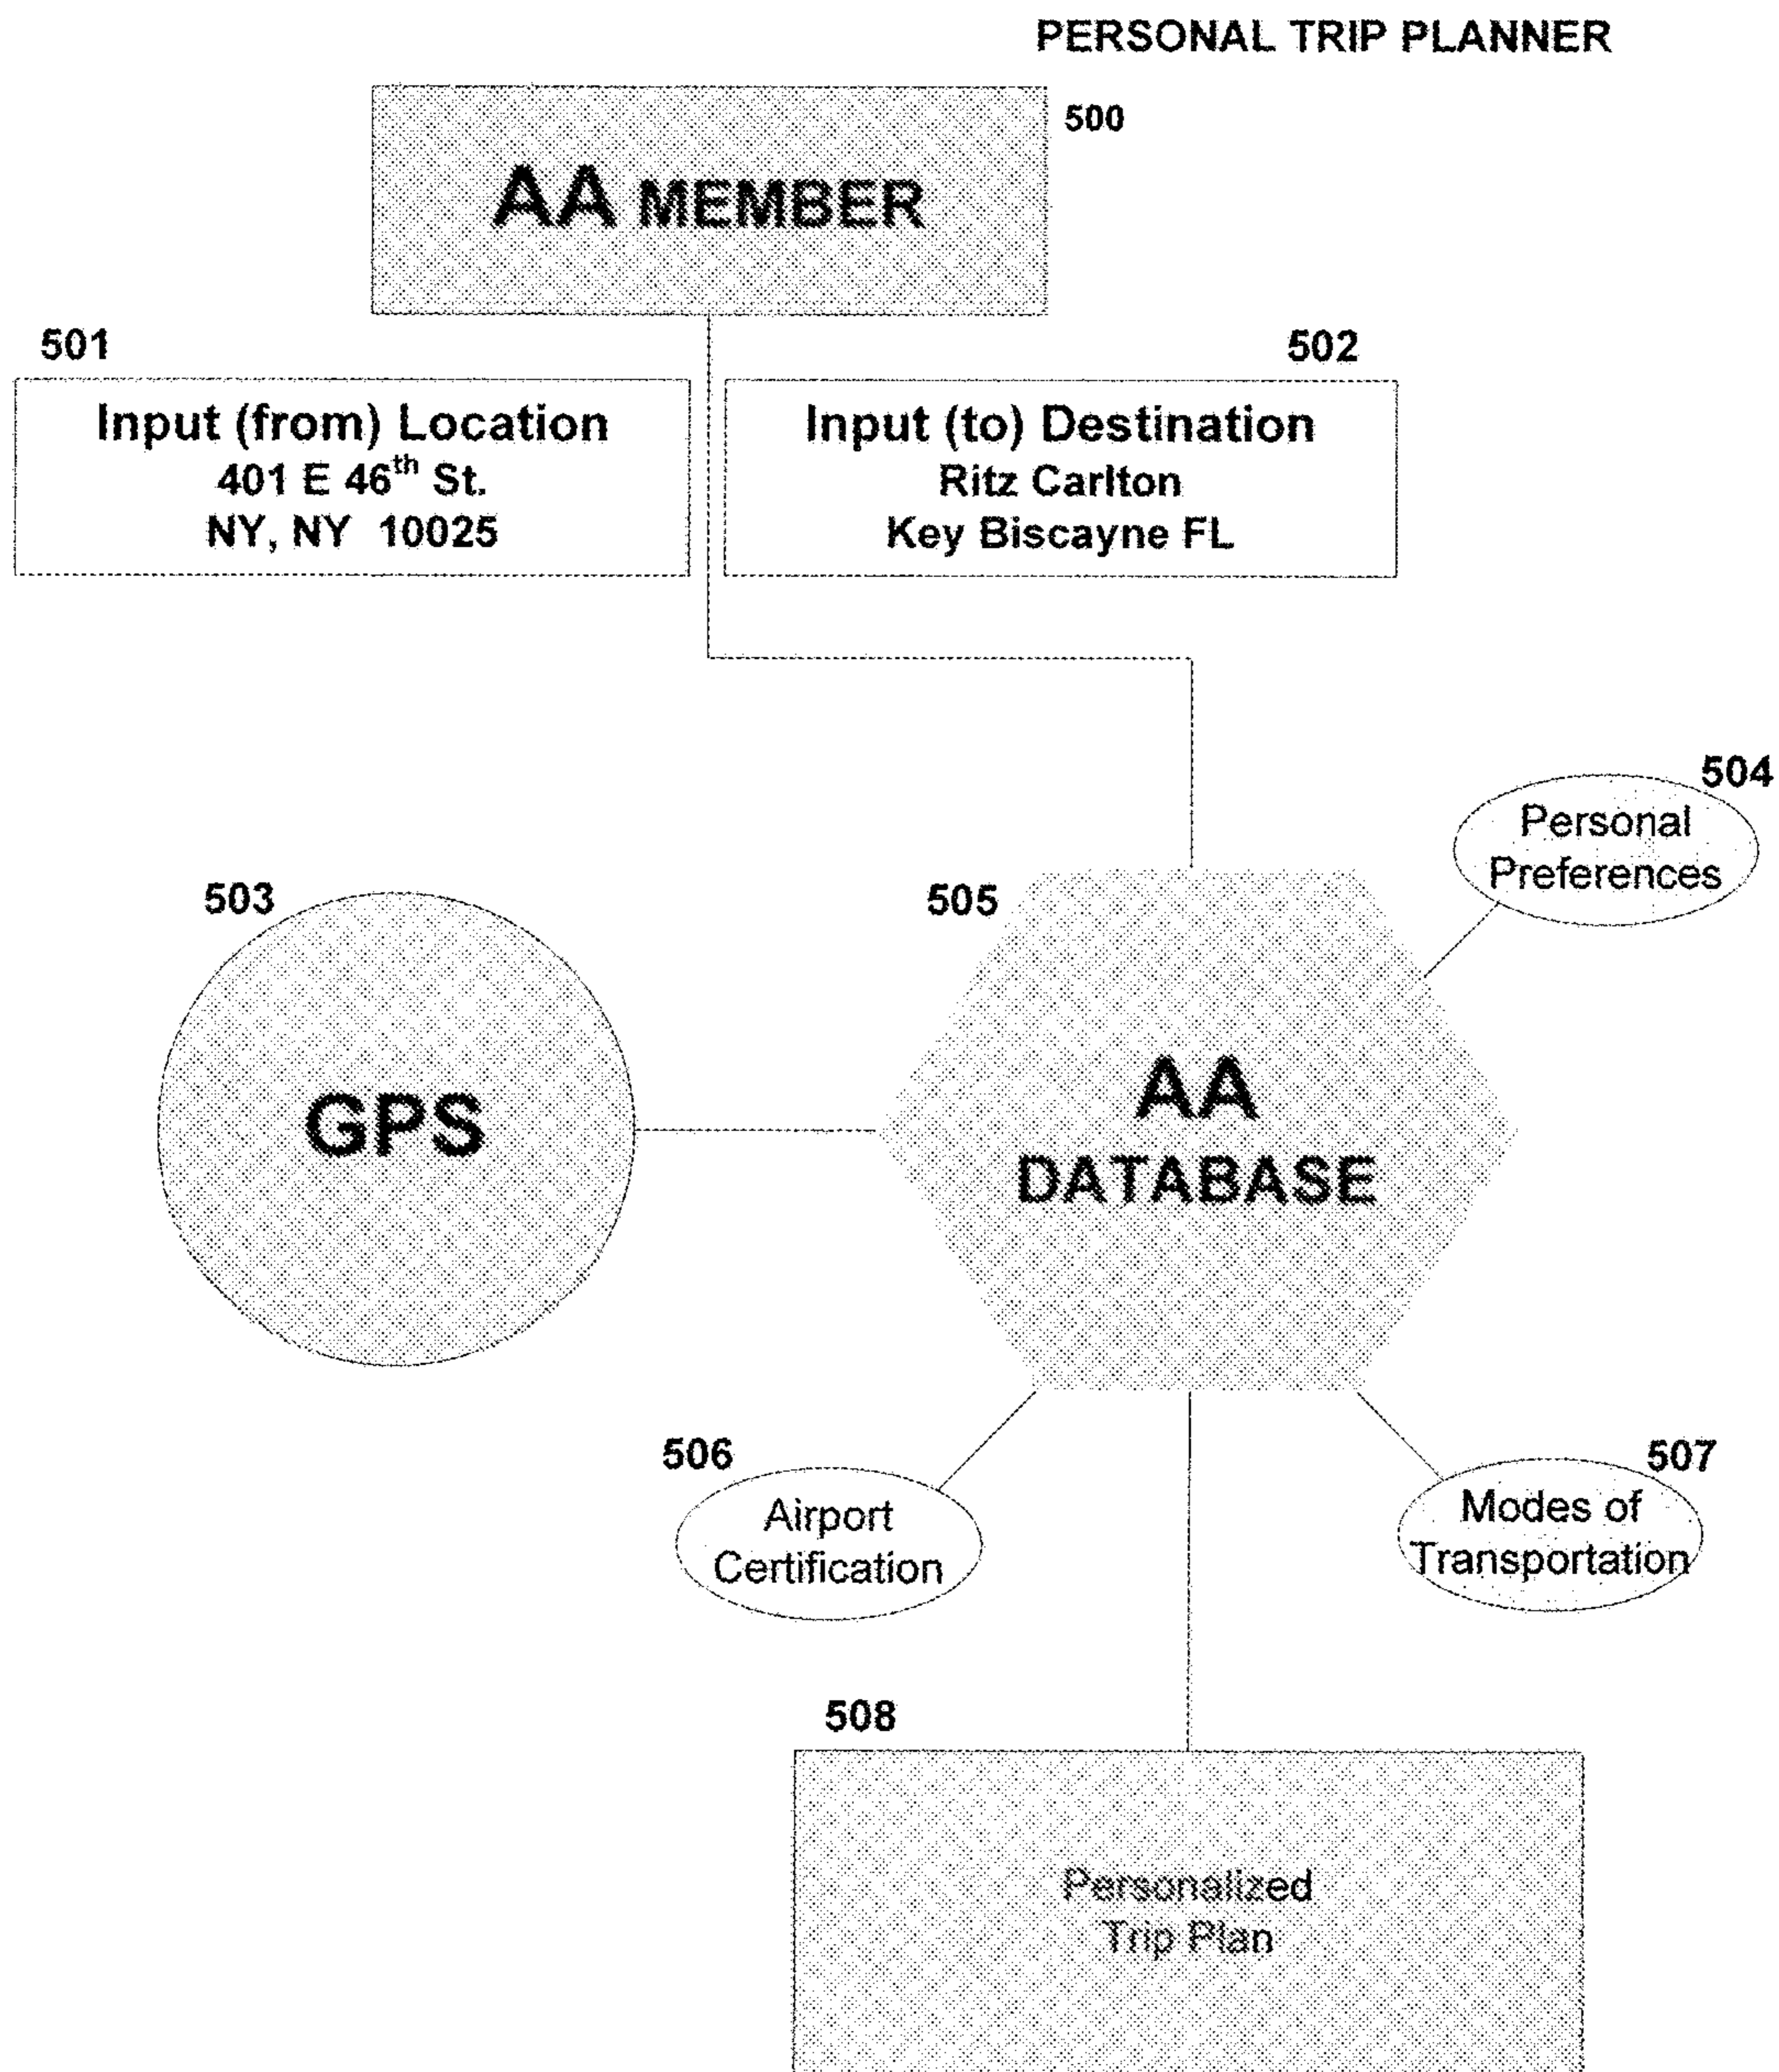 PERSONAL TRIP PLANNER
500
AA MEMBER
501
502
Input (from) Location
401 E 46th St.
NY, NY 10025
Input (to) Destination
Ritz Carlton
Key Biscayne FL
504
Personal
Preferences
503
505
GPS
AA
DATABASE
506
507
Airport
Certification
Modes of
Transportation
508
Personalized
Trip Plan